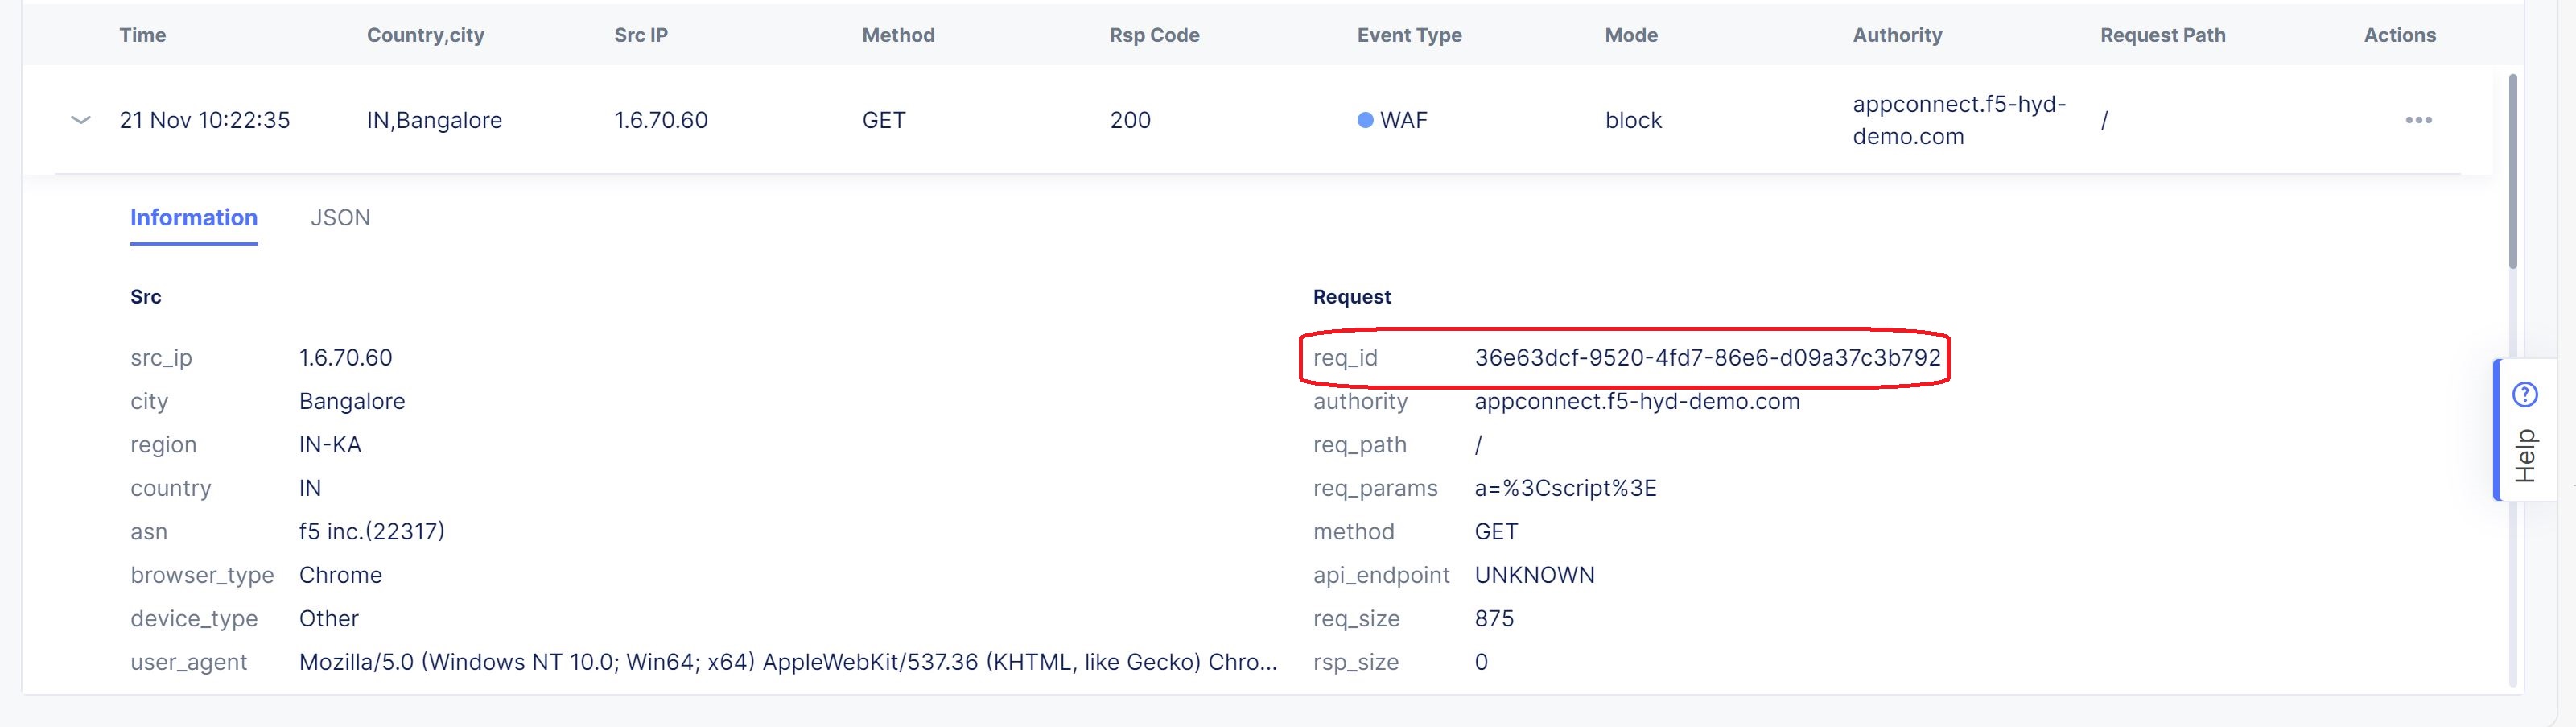 Time Country,city Src IP Method Rsp Code Event Type Mode Authority Request Path Actions
21 Nov 10:22:35 IN,Bangalore 1.6.70.60 GET 200 WAF block appconnect.f5-hyd-
demo.com /
Information JSON
Src Request
src_ip 1.6.70.60 req_id 36e63dcf-9520-4fd7-86e6-d09a37c3b792
city Bangalore authority appconnect.f5-hyd-demo.com
region IN-KA req_path /
country IN req_params a=%3Cscript%3E
asn f5 inc.(22317) method GET
browser_type Chrome api_endpoint UNKNOWN
device_type Other req_size 875
user_agent Mozilla/5.0 (Windows NT 10.0; Win64; x64) AppleWebKit/537.36 (KHTML, like Gecko) Chro... rsp_size 0
Help